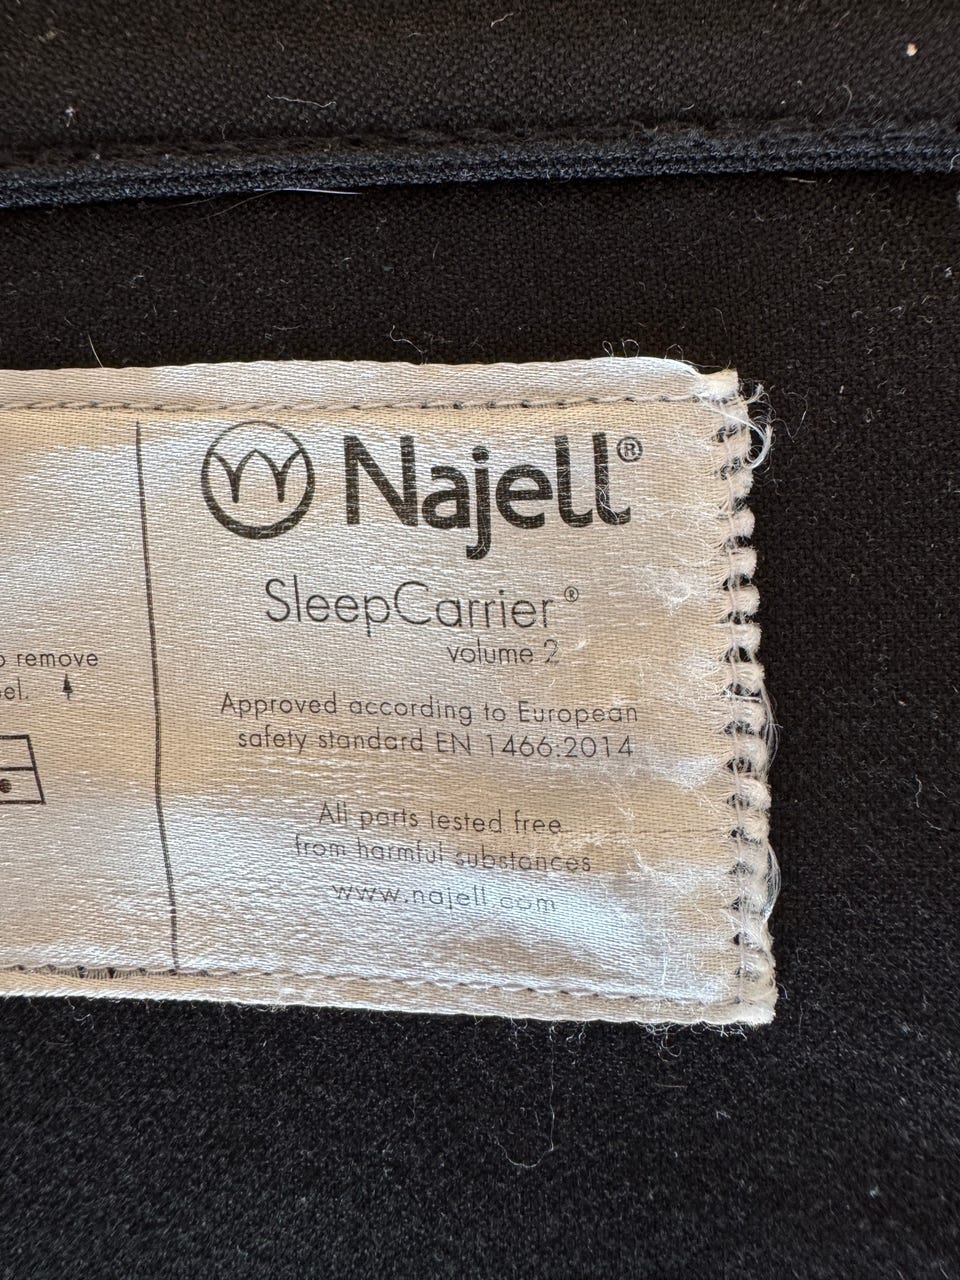 remove
Najell®
SleepCarrier®
volume 2
Approved according to European
safety standard EN 1466:2014
All parts tested free
from harmful substances
www.najell.com